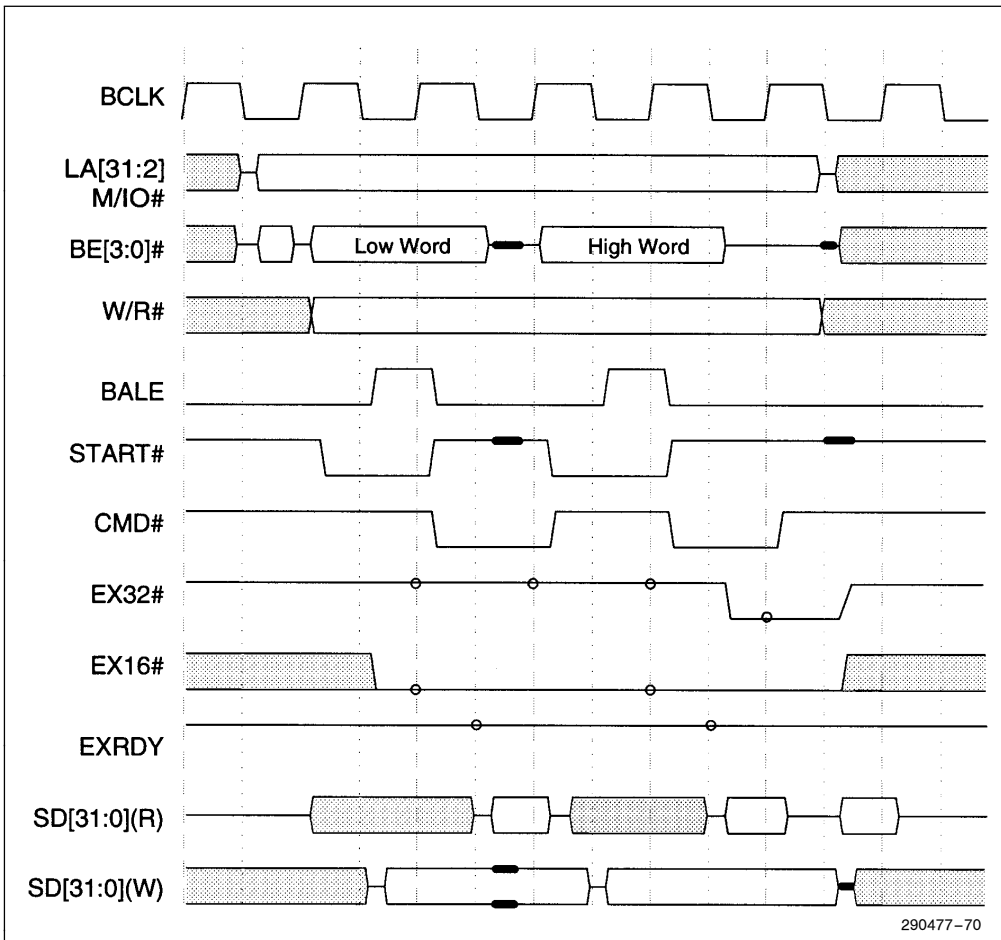 BCLK
LA[31:2]
M/IO#
BE[3:0]#
Low Word
High Word
W/R#
BALE
START#
CMD#
EX32#
EX16#
EXRDY
SD[31:0](R)
SD[31:0](W)
290477-70